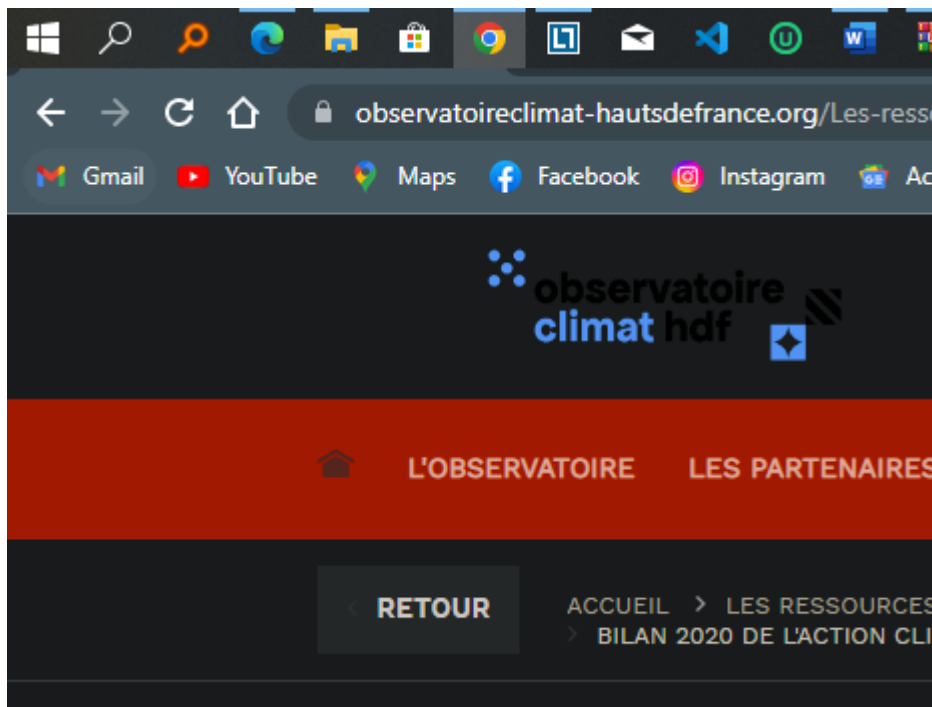 observatoireclimat-hautsdefrance.org/Les-resso
Gmail YouTube Maps Facebook Instagram Ac
observatoire
climat hdf
L'OBSERVATOIRE LES PARTENAIRES
RETOUR ACCUEIL > LES RESSOURCES
> BILAN 2020 DE L'ACTION CLI